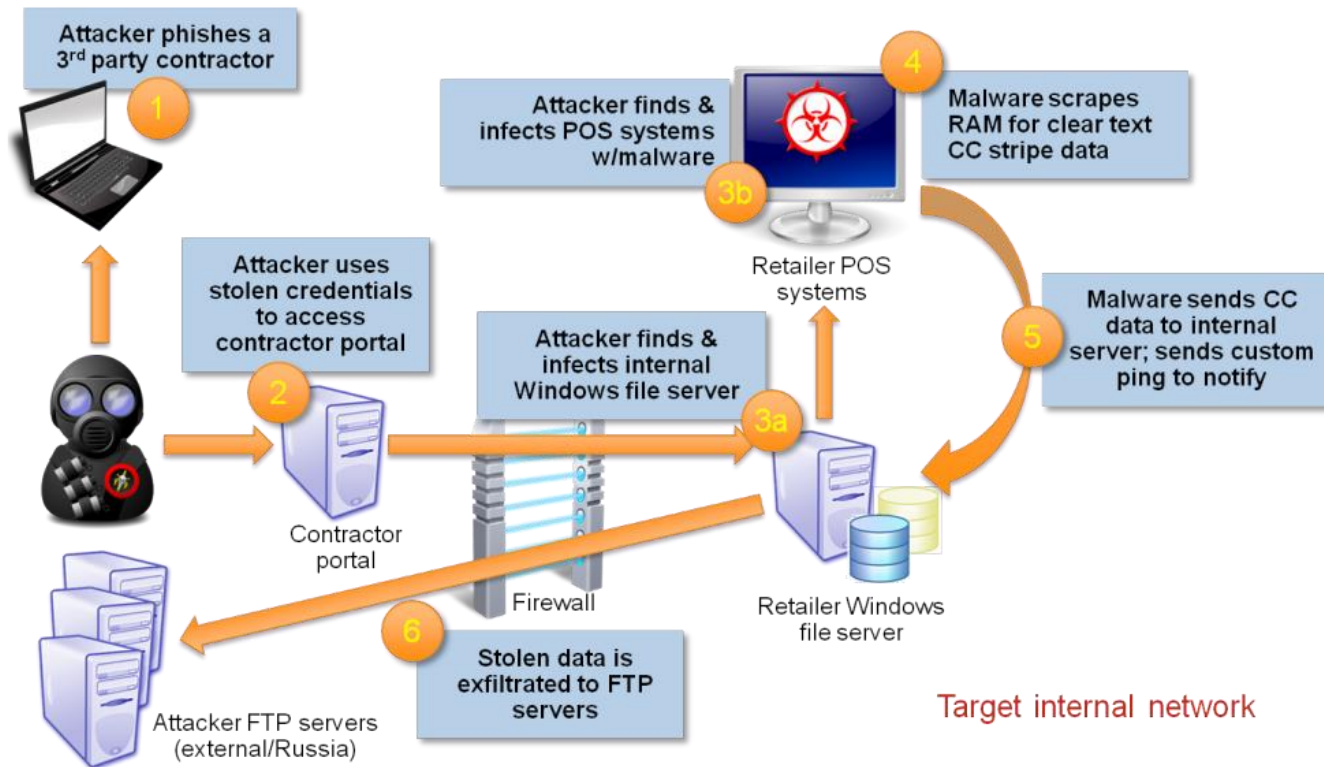 Attacker phishes a
3rd party contractor
1
Attacker finds &
infects POS systems
w/malware
3b
4
Malware scrapes
RAM for clear text
CC stripe data
Retailer POS
systems
Attacker uses
stolen credentials
to access
contractor portal
2
Contractor
portal
Attacker finds &
infects internal
Windows file server
3a
Malware sends CC
data to internal
server; sends custom
ping to notify
5
Firewall
Retailer Windows
file server
6
Stolen data is
exfiltrated to FTP
servers
Attacker FTP servers
(external/Russia)
Target internal network